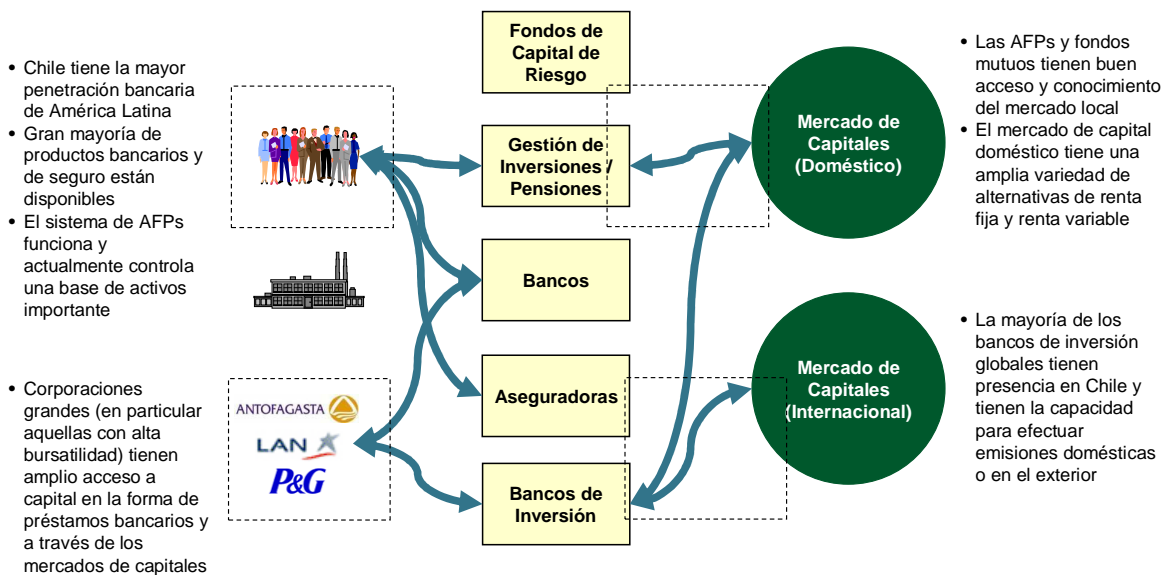 • Chile tiene la mayor
penetración bancaria
de América Latina
• Gran mayoría de
productos bancarios y
de seguro están
disponibles
• El sistema de AFPs
funciona y
actualmente controla
una base de activos
importante
• Corporaciones
grandes (en particular
aquellas con alta
bursatilidad) tienen
amplio acceso a
capital en la forma de
préstamos bancarios y
a través de los
mercados de capitales
ANTOFAGASTA
LAN
P&G
Fondos de
Capital de
Riesgo
Gestión de
Inversiones /
Pensiones
Bancos
Aseguradoras
Bancos de
Inversión
Mercado de
Capitales
(Doméstico)
Mercado de
Capitales
(Internacional)
• Las AFPs y fondos
mutuos tienen buen
acceso y conocimiento
del mercado local
• El mercado de capital
doméstico tiene una
amplia variedad de
alternativas de renta
fija y renta variable
• La mayoría de los
bancos de inversión
globales tienen
presencia en Chile y
tienen la capacidad
para efectuar
emisiones domésticas
o en el exterior